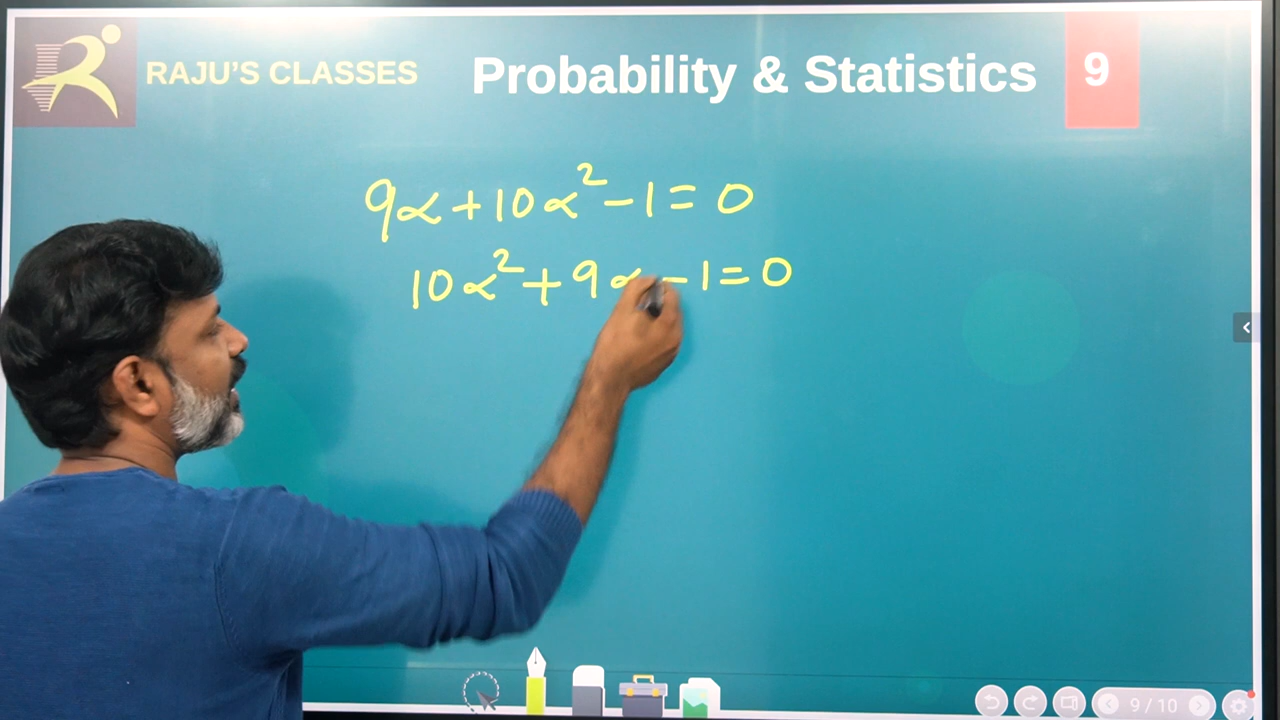 RAJU'S CLASSES
Probability & Statistics
9
9α+10α²-1=0
10α²+9α-1=0
9/10